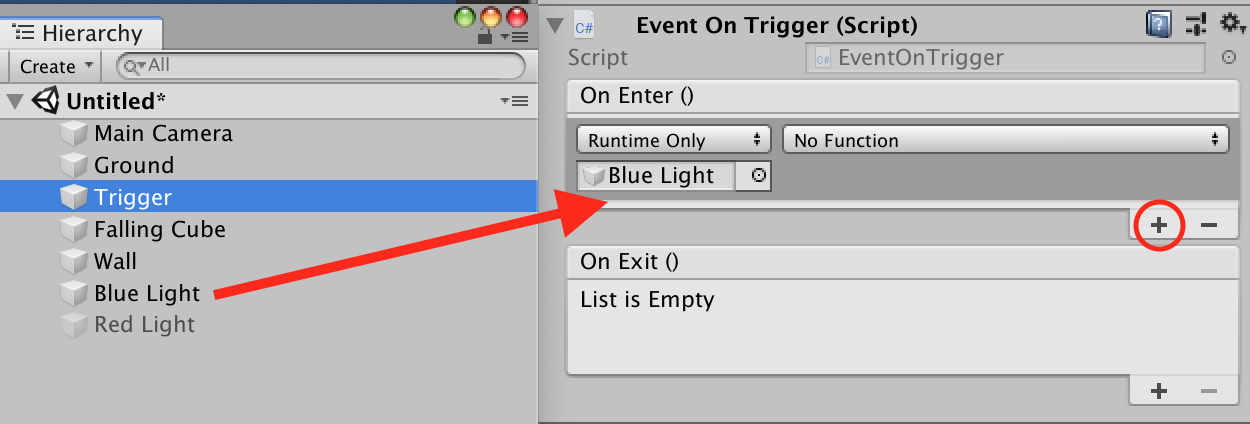 Hierarchy
Create
All
Untitled*
Main Camera
Ground
Trigger
Falling Cube
Wall
Blue Light
Red Light
C#
Event On Trigger (Script)
Script
C#
EventOnTrigger
On Enter ()
Runtime Only
No Function
Blue Light
+ −
On Exit ()
List is Empty
+ −